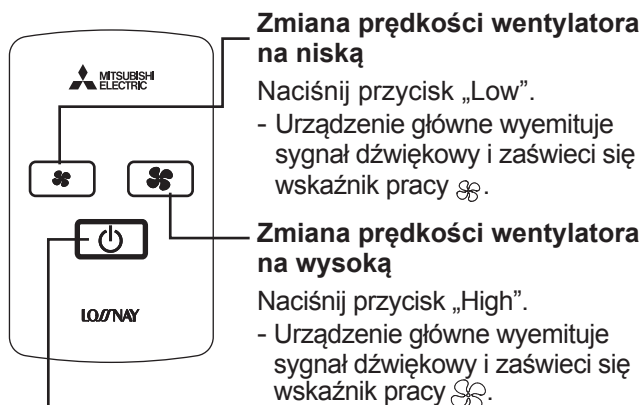 MITSUBISHI
ELECTRIC
LOSSNAY
Zmiana prędkości wentylatora
na niską
Naciśnij przycisk „Low”.
- Urządzenie główne wyemituje
sygnał dźwiękowy i zaświeci się
wskaźnik pracy .
Zmiana prędkości wentylatora
na wysoką
Naciśnij przycisk „High”.
- Urządzenie główne wyemituje
sygnał dźwiękowy i zaświeci się
wskaźnik pracy .